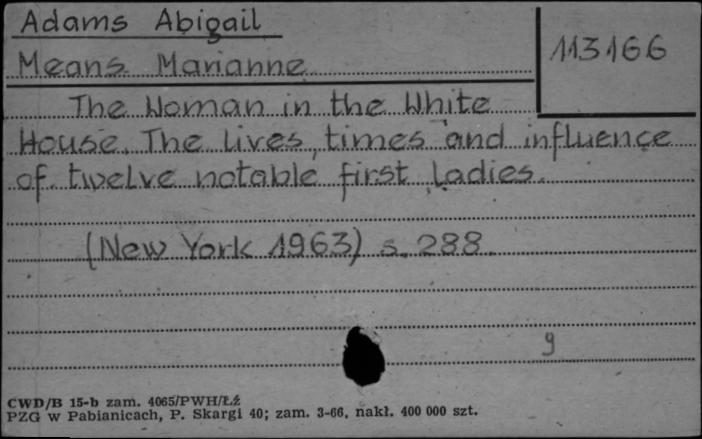 Adams Abigail
113166
Means Marianne
The Woman in the White
House. The lives, times and influence
of twelve notable first ladies.
(New York 1963) s. 288.
9
CWD/B 15-b zam. 4065/PWH/Łź
PZG w Pabianicach, P. Skargi 40; zam. 3-66, nakł. 400 000 szt.